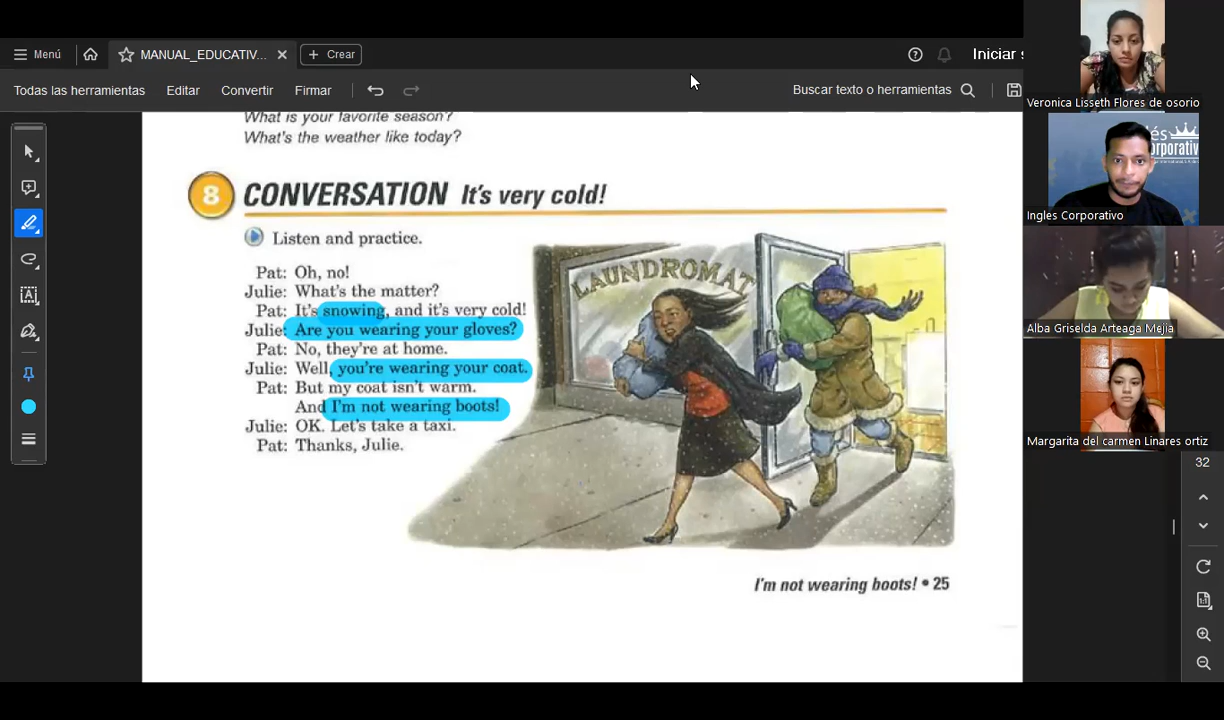 Menú
MANUAL_EDUCATIV...
Crear
Iniciar s
Todas las herramientas
Editar
Convertir
Firmar
Buscar texto o herramientas
What is your favorite season?
What's the weather like today?
8 CONVERSATION It's very cold!
Listen and practice.
Pat: Oh, no!
Julie: What's the matter?
Pat: It's snowing, and it's very cold!
Julie: Are you wearing your gloves?
Pat: No, they're at home.
Julie: Well, you're wearing your coat.
Pat: But my coat isn't warm.
And I'm not wearing boots!
Julie: OK. Let's take a taxi.
Pat: Thanks, Julie.
LAUNDROMAT
I'm not wearing boots! • 25
Veronica Lisseth Flores de osorio
Ingles Corporativo
Alba Griselda Arteaga Mejia
Margarita del carmen Linares ortiz
32
1:1